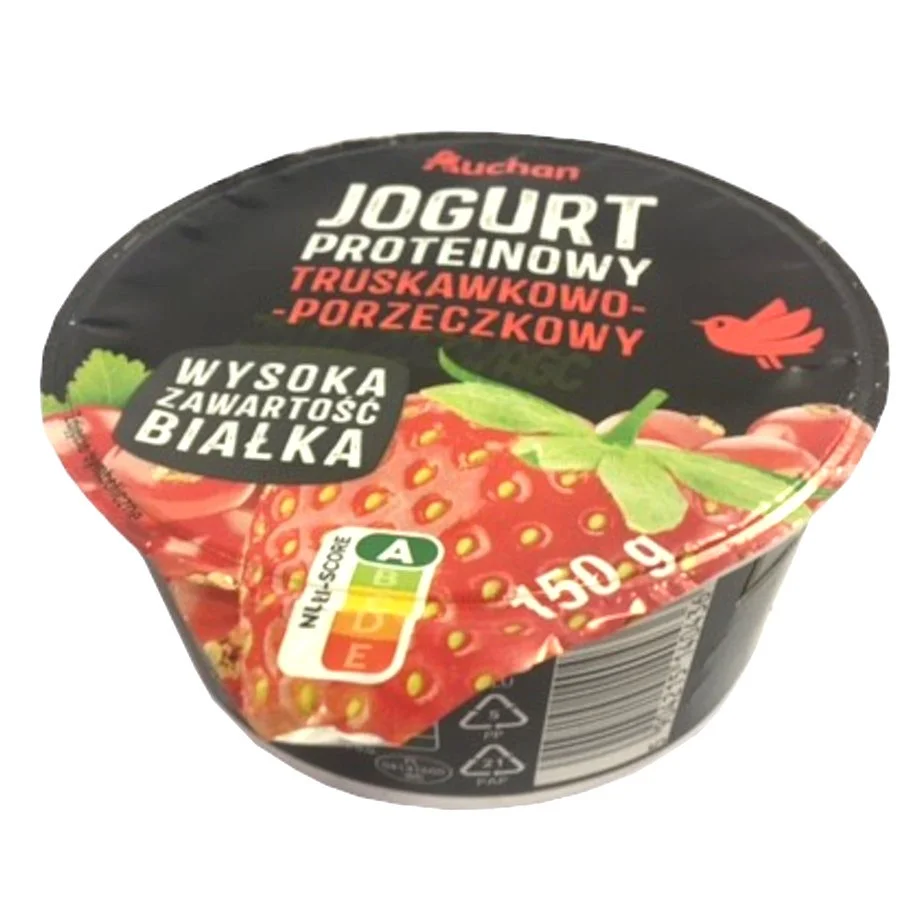 Auchan
JOGURT
PROTEINOWY
TRUSKAWKOWO-
-PORZECZKOWY
WYSOKA
ZAWARTOŚĆ
BIAŁKA
NUTRI-SCORE
A
B
D
E
150 g
5
PP
21
PAP